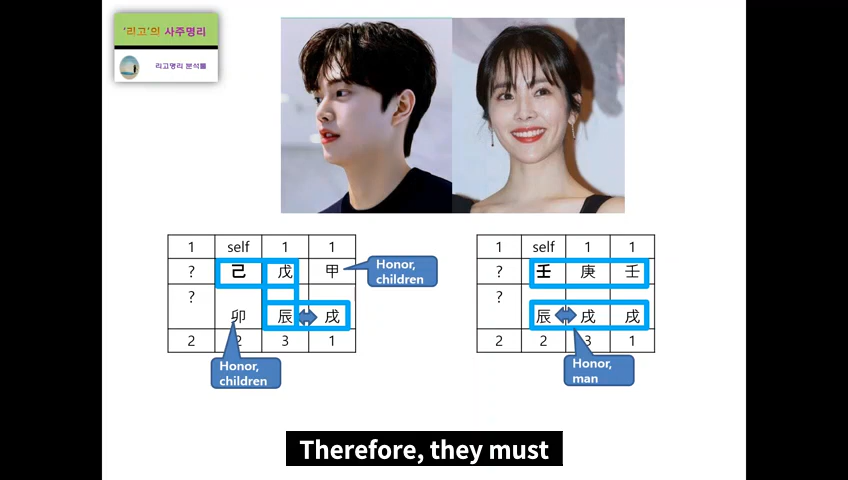 '리고'의 사주명리
리고명리 분석틀
1 self 1 1
? 己 戊 甲
?
卯 辰 戌
2 2 3 1
Honor,
children
Honor,
children
1 self 1 1
? 壬 庚 壬
?
辰 戌 戌
2 2 3 1
Honor,
man
Therefore, they must